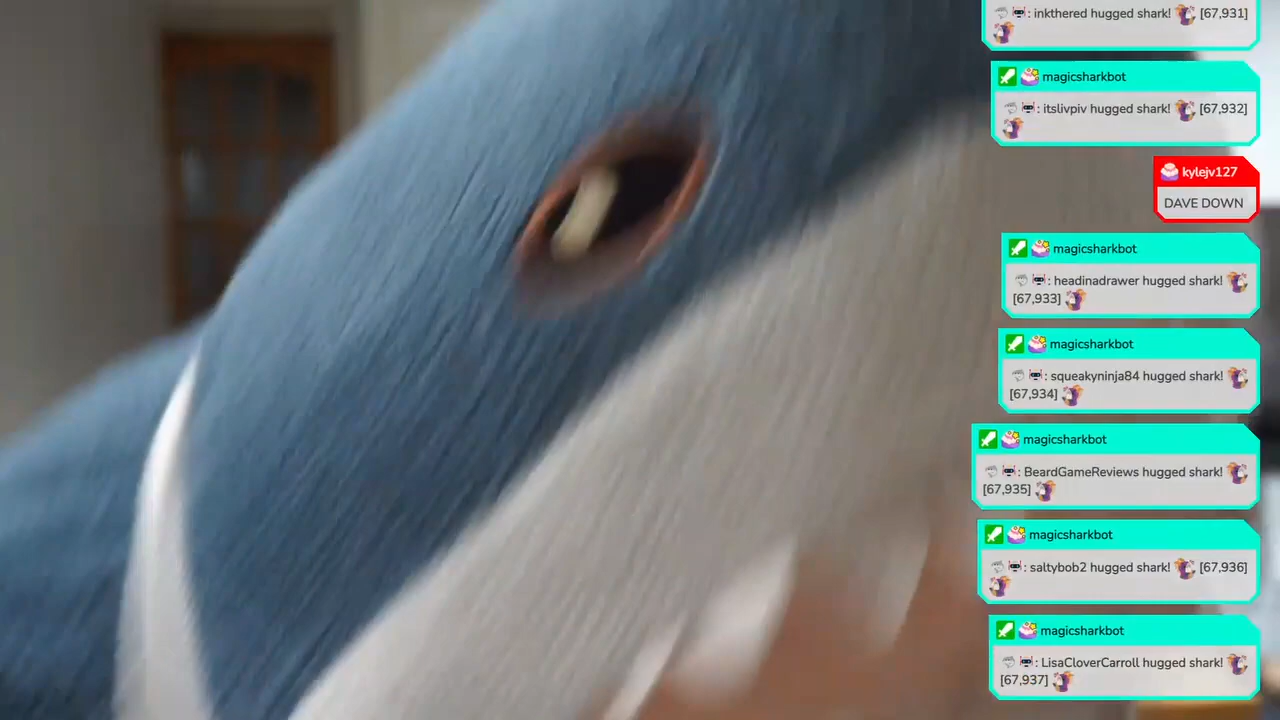 : inkthered hugged shark! [67,931]
magicsharkbot
: itslivpiv hugged shark! [67,932]
kylejv127
DAVE DOWN
magicsharkbot
: headinadrawer hugged shark!
[67,933]
magicsharkbot
: squeakyninja84 hugged shark!
[67,934]
magicsharkbot
: BeardGameReviews hugged shark!
[67,935]
magicsharkbot
: saltybob2 hugged shark! [67,936]
magicsharkbot
: LisaCloverCarroll hugged shark!
[67,937]